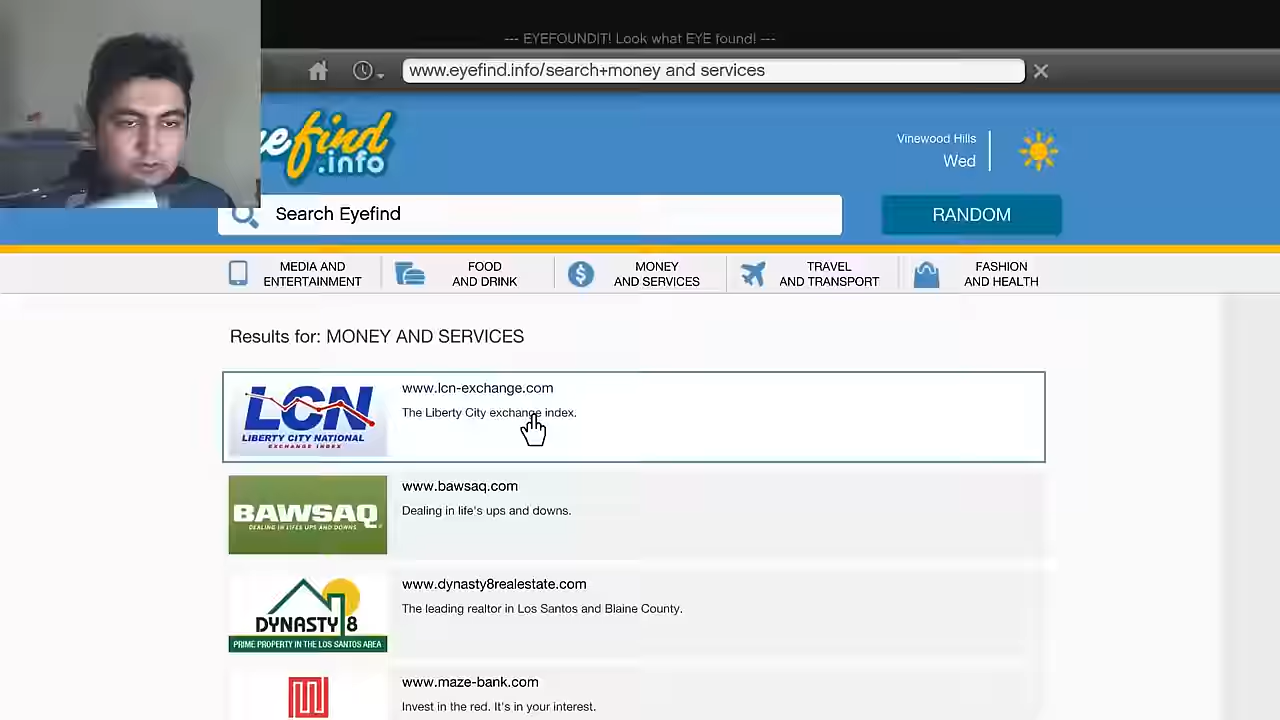 --- EYEFOUNDIT! Look what EYE found! ---
www.eyefind.info/search+money and services
efind
.info
Vinewood Hills
Wed
Search Eyefind
RANDOM
MEDIA AND
ENTERTAINMENT
FOOD
AND DRINK
MONEY
AND SERVICES
TRAVEL
AND TRANSPORT
FASHION
AND HEALTH
Results for: MONEY AND SERVICES
LCN
LIBERTY CITY NATIONAL
EXCHANGE INDEX
www.lcn-exchange.com
The Liberty City exchange index.
BAWSAQ
DEALING IN LIFE'S UPS AND DOWNS
www.bawsaq.com
Dealing in life's ups and downs.
DYNASTY 8
PRIME PROPERTY IN THE LOS SANTOS AREA
www.dynasty8realestate.com
The leading realtor in Los Santos and Blaine County.
www.maze-bank.com
Invest in the red. It's in your interest.